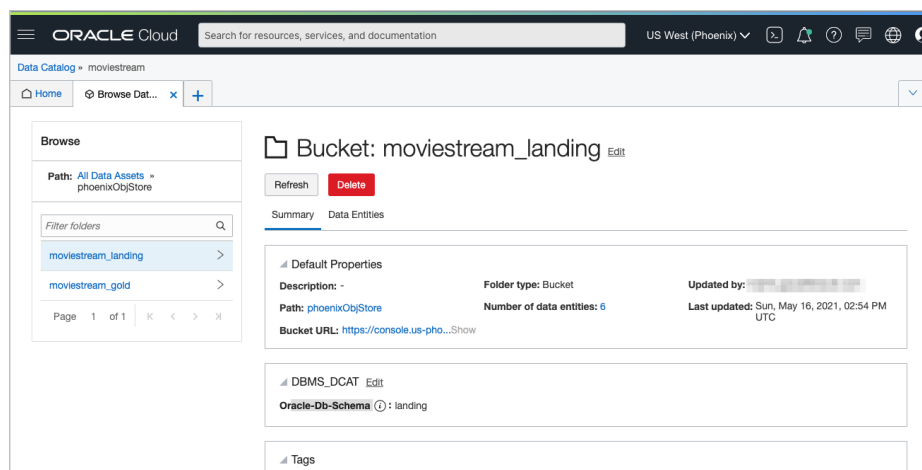 ORACLE Cloud
Search for resources, services, and documentation
US West (Phoenix)
Data Catalog » moviestream
Home
Browse Dat... x
+
Browse
Path: All Data Assets »
phoenixObjStore
Filter folders
moviestream_landing
moviestream_gold
Page 1 of 1
Bucket: moviestream_landing Edit
Refresh
Delete
Summary Data Entities
Default Properties
Description: - Folder type: Bucket Updated by:
Path: phoenixObjStore Number of data entities: 6 Last updated: Sun, May 16, 2021, 02:54 PM
UTC
Bucket URL: https://console.us-pho...Show
DBMS_DCAT Edit
Oracle-Db-Schema i : landing
Tags